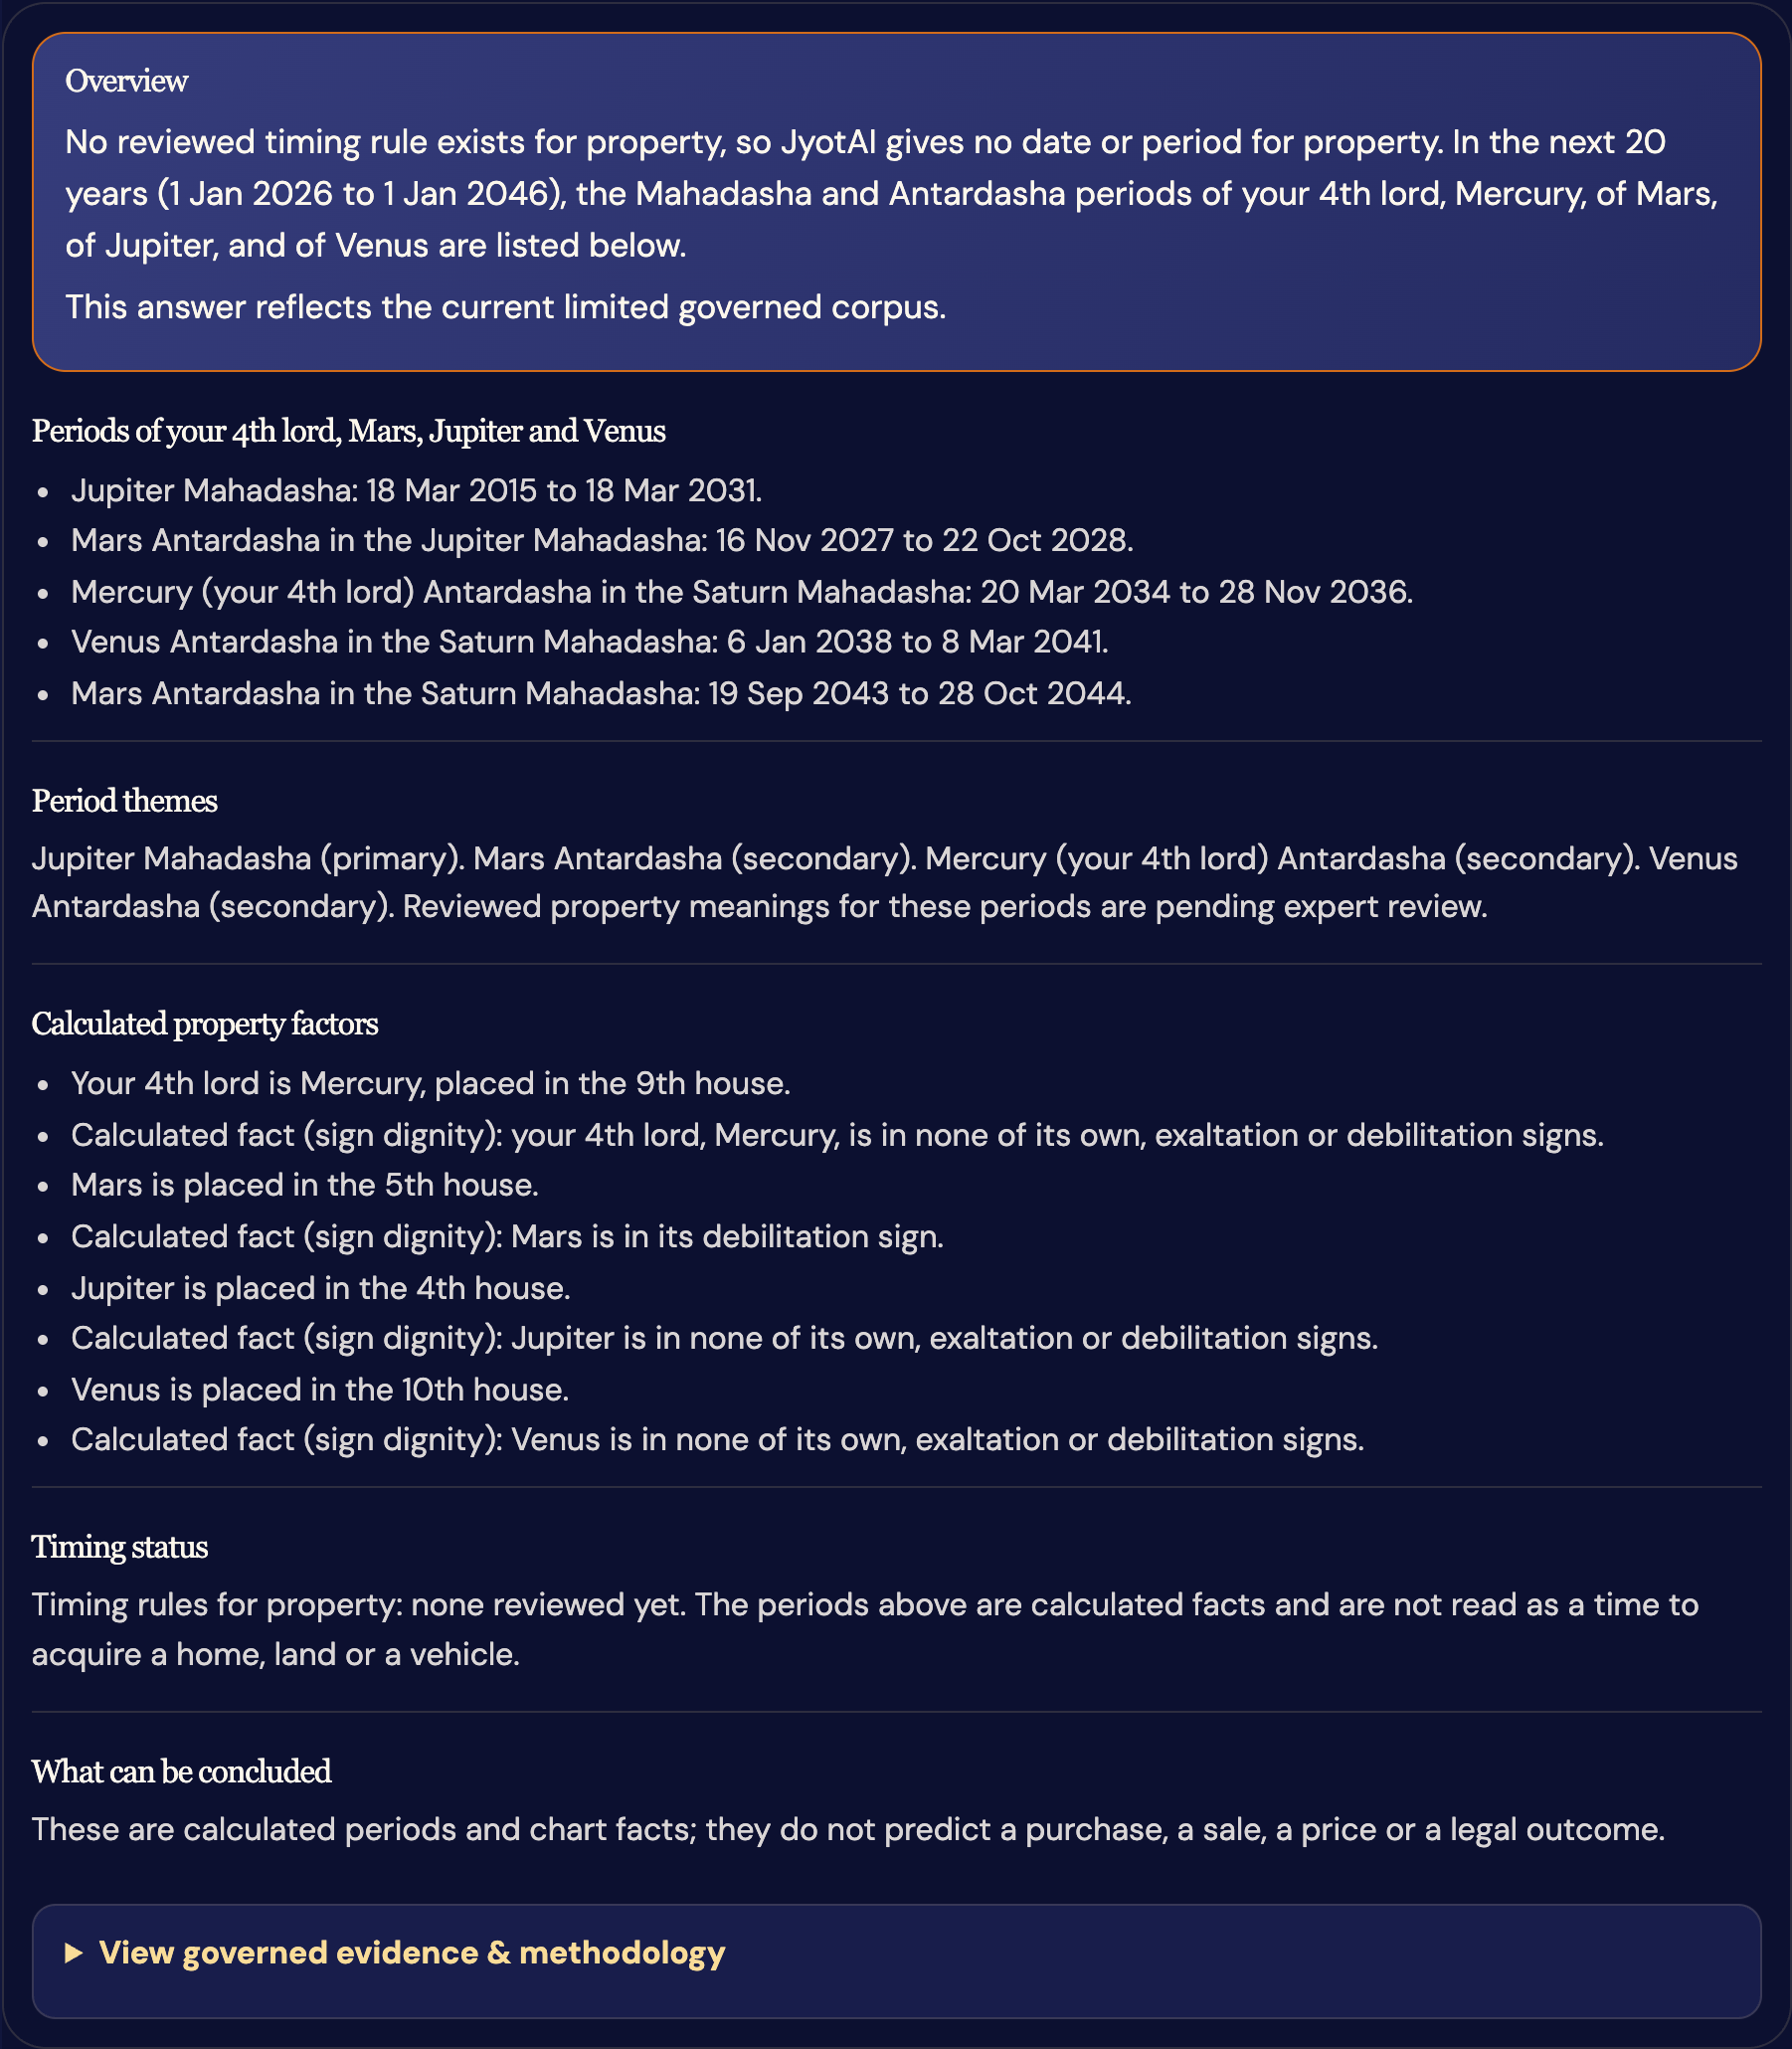 Overview
No reviewed timing rule exists for property, so JyotAI gives no date or period for property. In the next 20
years (1 Jan 2026 to 1 Jan 2046), the Mahadasha and Antardasha periods of your 4th lord, Mercury, of Mars,
of Jupiter, and of Venus are listed below.
This answer reflects the current limited governed corpus.
Periods of your 4th lord, Mars, Jupiter and Venus
• Jupiter Mahadasha: 18 Mar 2015 to 18 Mar 2031.
• Mars Antardasha in the Jupiter Mahadasha: 16 Nov 2027 to 22 Oct 2028.
• Mercury (your 4th lord) Antardasha in the Saturn Mahadasha: 20 Mar 2034 to 28 Nov 2036.
• Venus Antardasha in the Saturn Mahadasha: 6 Jan 2038 to 8 Mar 2041.
• Mars Antardasha in the Saturn Mahadasha: 19 Sep 2043 to 28 Oct 2044.
Period themes
Jupiter Mahadasha (primary). Mars Antardasha (secondary). Mercury (your 4th lord) Antardasha (secondary). Venus
Antardasha (secondary). Reviewed property meanings for these periods are pending expert review.
Calculated property factors
• Your 4th lord is Mercury, placed in the 9th house.
• Calculated fact (sign dignity): your 4th lord, Mercury, is in none of its own, exaltation or debilitation signs.
• Mars is placed in the 5th house.
• Calculated fact (sign dignity): Mars is in its debilitation sign.
• Jupiter is placed in the 4th house.
• Calculated fact (sign dignity): Jupiter is in none of its own, exaltation or debilitation signs.
• Venus is placed in the 10th house.
• Calculated fact (sign dignity): Venus is in none of its own, exaltation or debilitation signs.
Timing status
Timing rules for property: none reviewed yet. The periods above are calculated facts and are not read as a time to
acquire a home, land or a vehicle.
What can be concluded
These are calculated periods and chart facts; they do not predict a purchase, a sale, a price or a legal outcome.
▶ View governed evidence & methodology